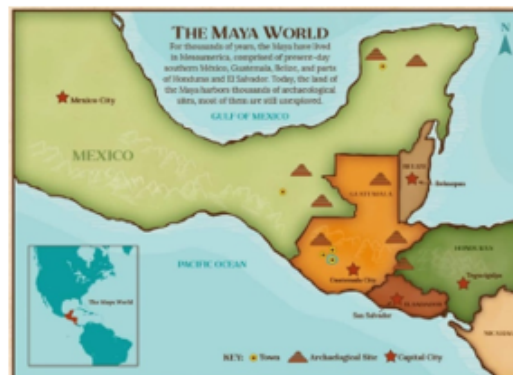 THE MAYA WORLD
For thousands of years, the Maya have lived
in Mesoamerica, comprised of present-day
southern México, Guatemala, Belize, and parts
of Honduras and El Salvador. Today, the land of
the Maya harbors thousands of archaeological
sites, most of them are still unexplored.
N
GULF OF MEXICO
Mexico City
MEXICO
BELIZE
Belmopan
GUATEMALA
HONDURAS
PACIFIC OCEAN
Guatemala City
Tegucigalpa
The Maya World
EL SALVADOR
San Salvador
KEY: Town Archaeological Site Capital City